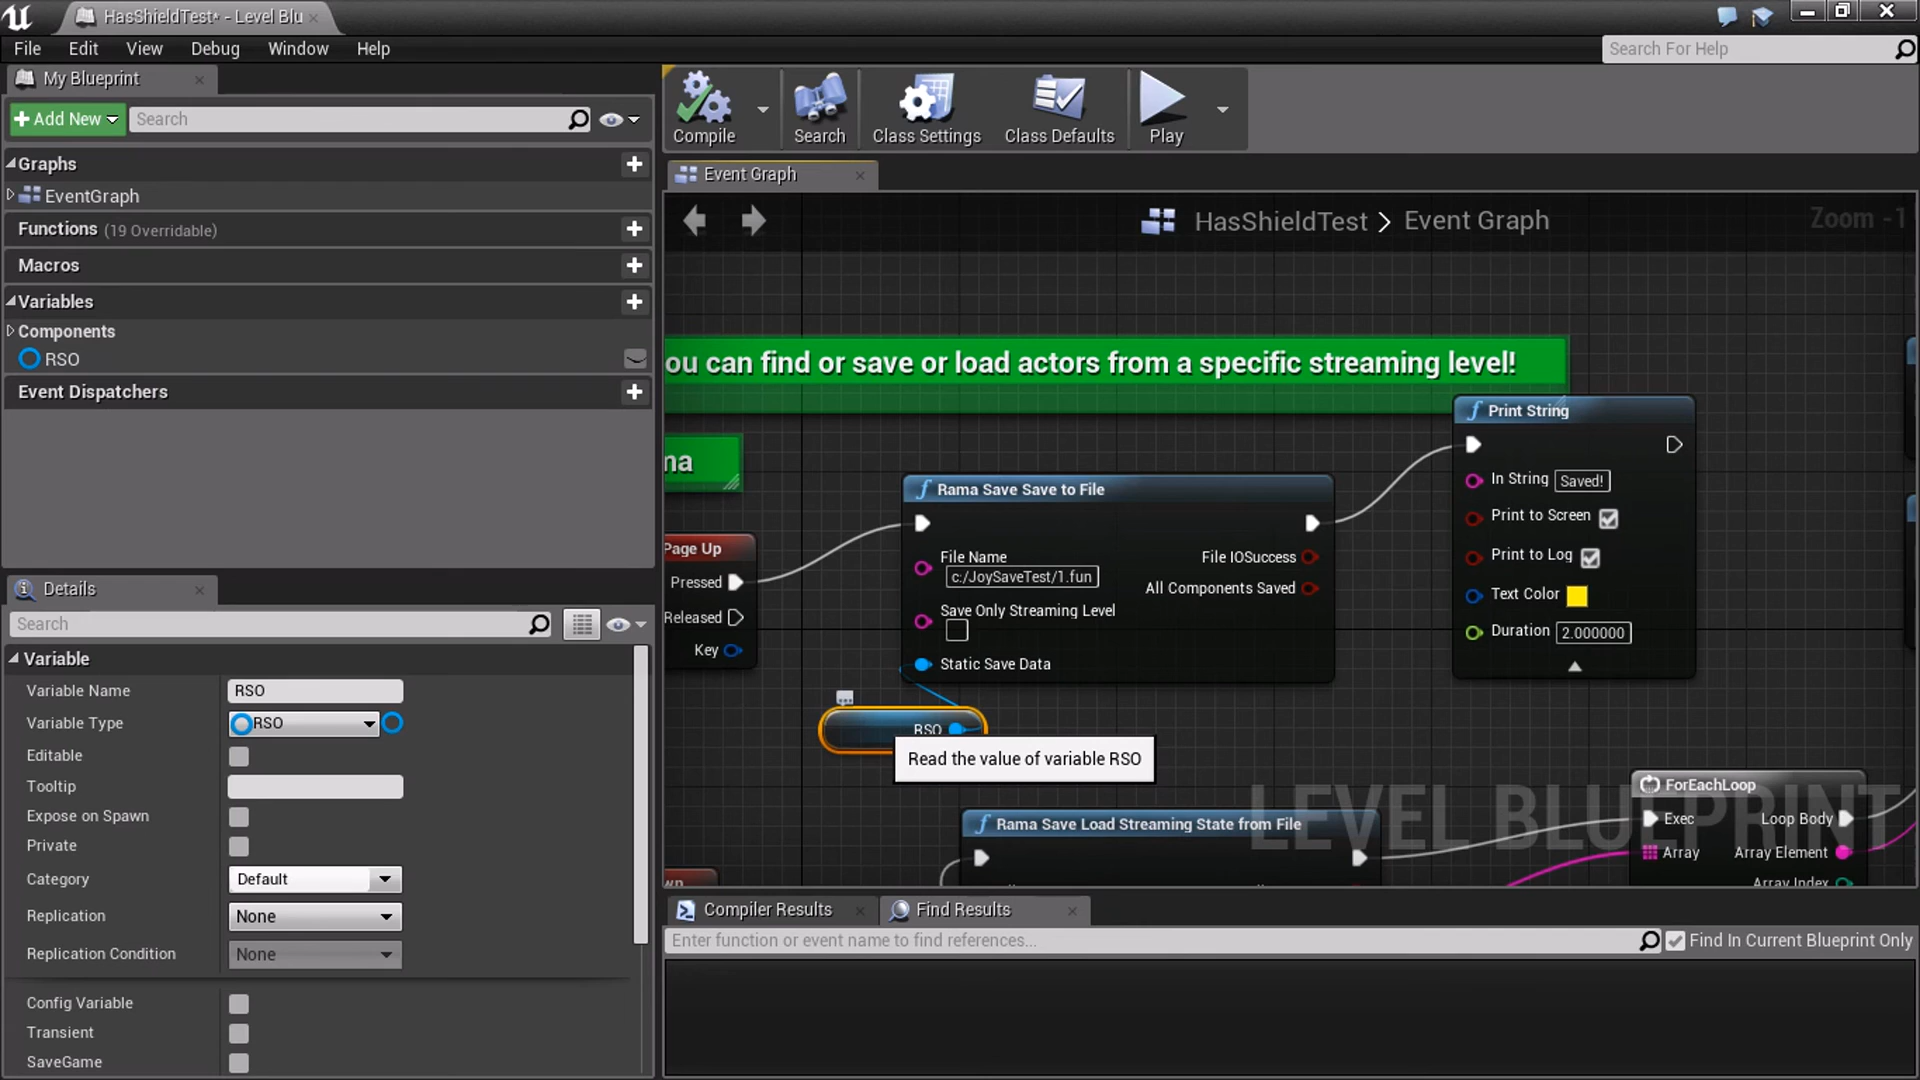 HasShieldTest* - Level Blu
File Edit View Debug Window Help
Search For Help
My Blueprint
Add New
Search
Graphs
EventGraph
Functions (19 Overridable)
Macros
Variables
Components
RSO
Event Dispatchers
Details
Search
Variable
Variable Name RSO
Variable Type RSO
Editable
Tooltip
Expose on Spawn
Private
Category Default
Replication None
Replication Condition None
Config Variable
Transient
SaveGame
Compile Search Class Settings Class Defaults Play
Event Graph
HasShieldTest > Event Graph
Zoom -1
ou can find or save or load actors from a specific streaming level!
ma
Page Up
Pressed
Released
Key
Rama Save Save to File
File Name
c:/JoySaveTest/1.fun
Save Only Streaming Level
Static Save Data
File IOSuccess
All Components Saved
Print String
In String Saved!
Print to Screen
Print to Log
Text Color
Duration 2.000000
RSO
Read the value of variable RSO
Rama Save Load Streaming State from File
wn
ForEachLoop
Exec Loop Body
Array Array Element
Array Index
LEVEL BLUEPRINT
Compiler Results
Find Results
Enter function or event name to find references...
Find In Current Blueprint Only